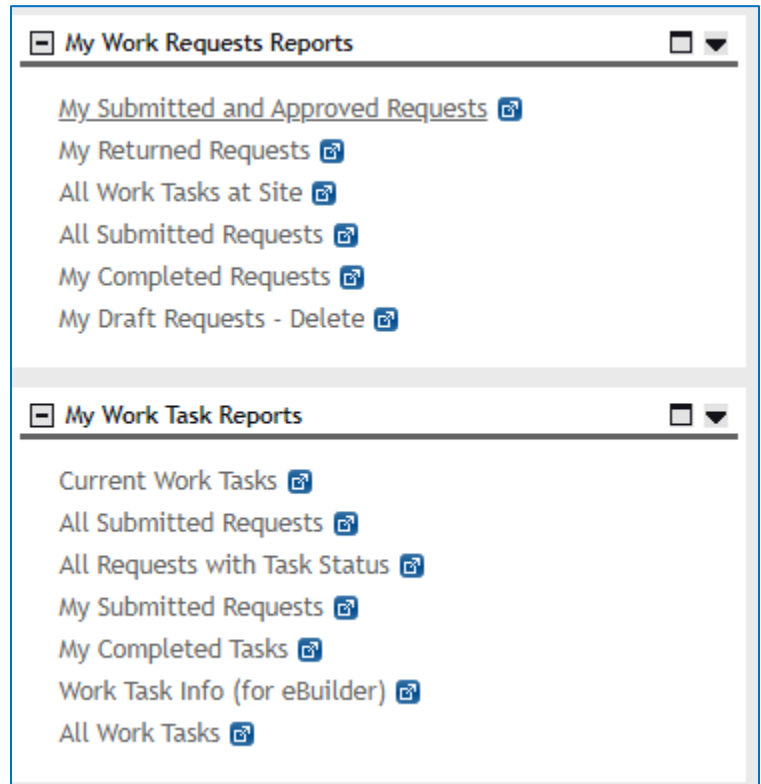 My Work Requests Reports
My Submitted and Approved Requests
My Returned Requests
All Work Tasks at Site
All Submitted Requests
My Completed Requests
My Draft Requests - Delete
My Work Task Reports
Current Work Tasks
All Submitted Requests
All Requests with Task Status
My Submitted Requests
My Completed Tasks
Work Task Info (for eBuilder)
All Work Tasks